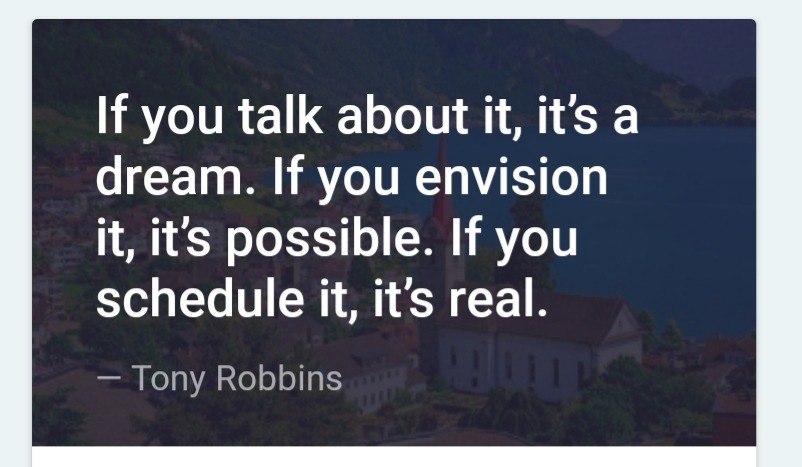 If you talk about it, it’s a
dream. If you envision
it, it’s possible. If you
schedule it, it’s real.
— Tony Robbins